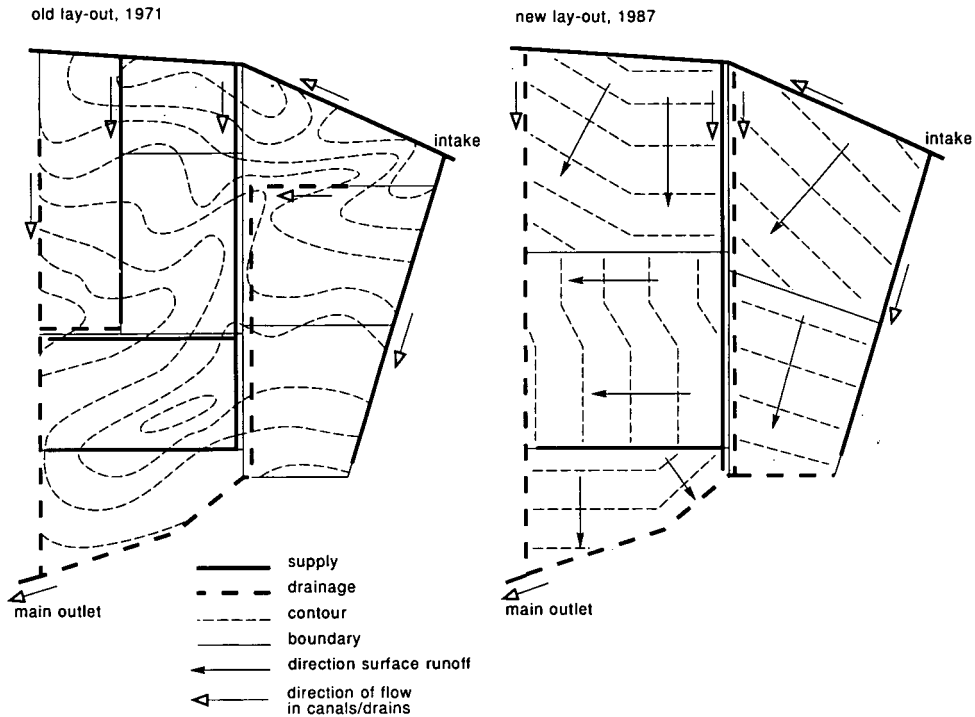 old lay-out, 1971
new lay-out, 1987
intake
intake
main outlet
main outlet
supply
drainage
contour
boundary
direction surface runoff
direction of flow
in canals/drains